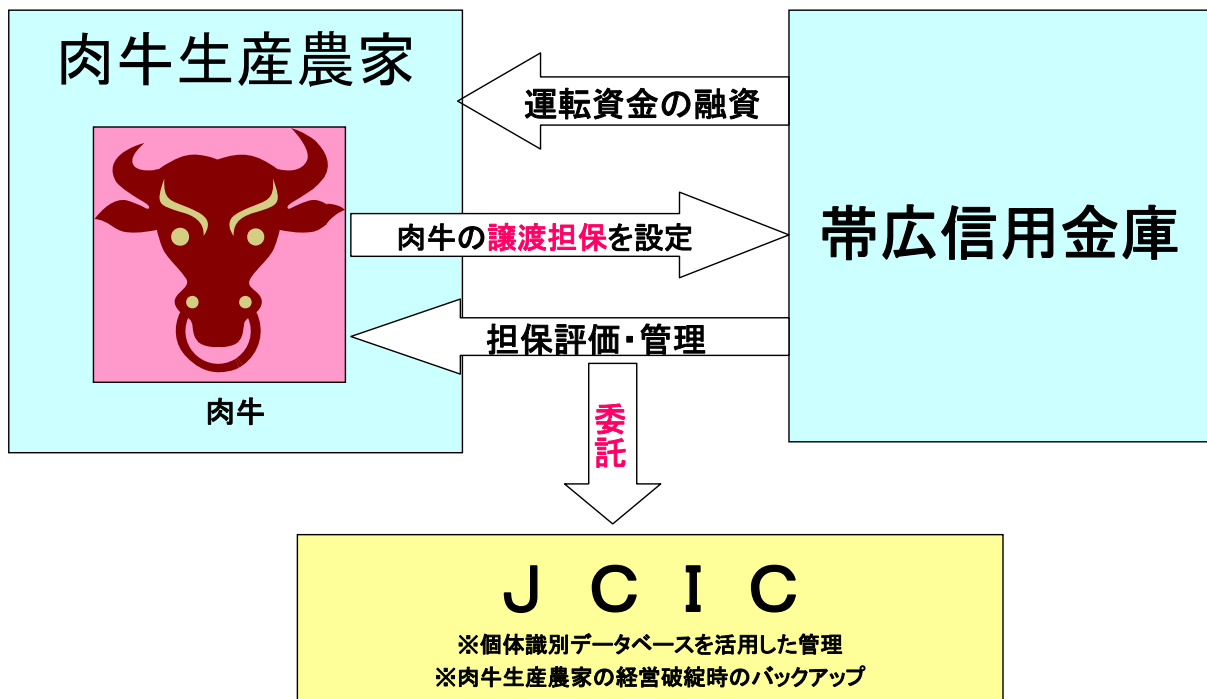 肉牛生産農家
運転資金の融資
肉牛の譲渡担保を設定
帯広信用金庫
担保評価・管理
肉牛
委託
ＪＣＩＣ
※個体識別データベースを活用した管理
※肉牛生産農家の経営破綻時のバックアップ